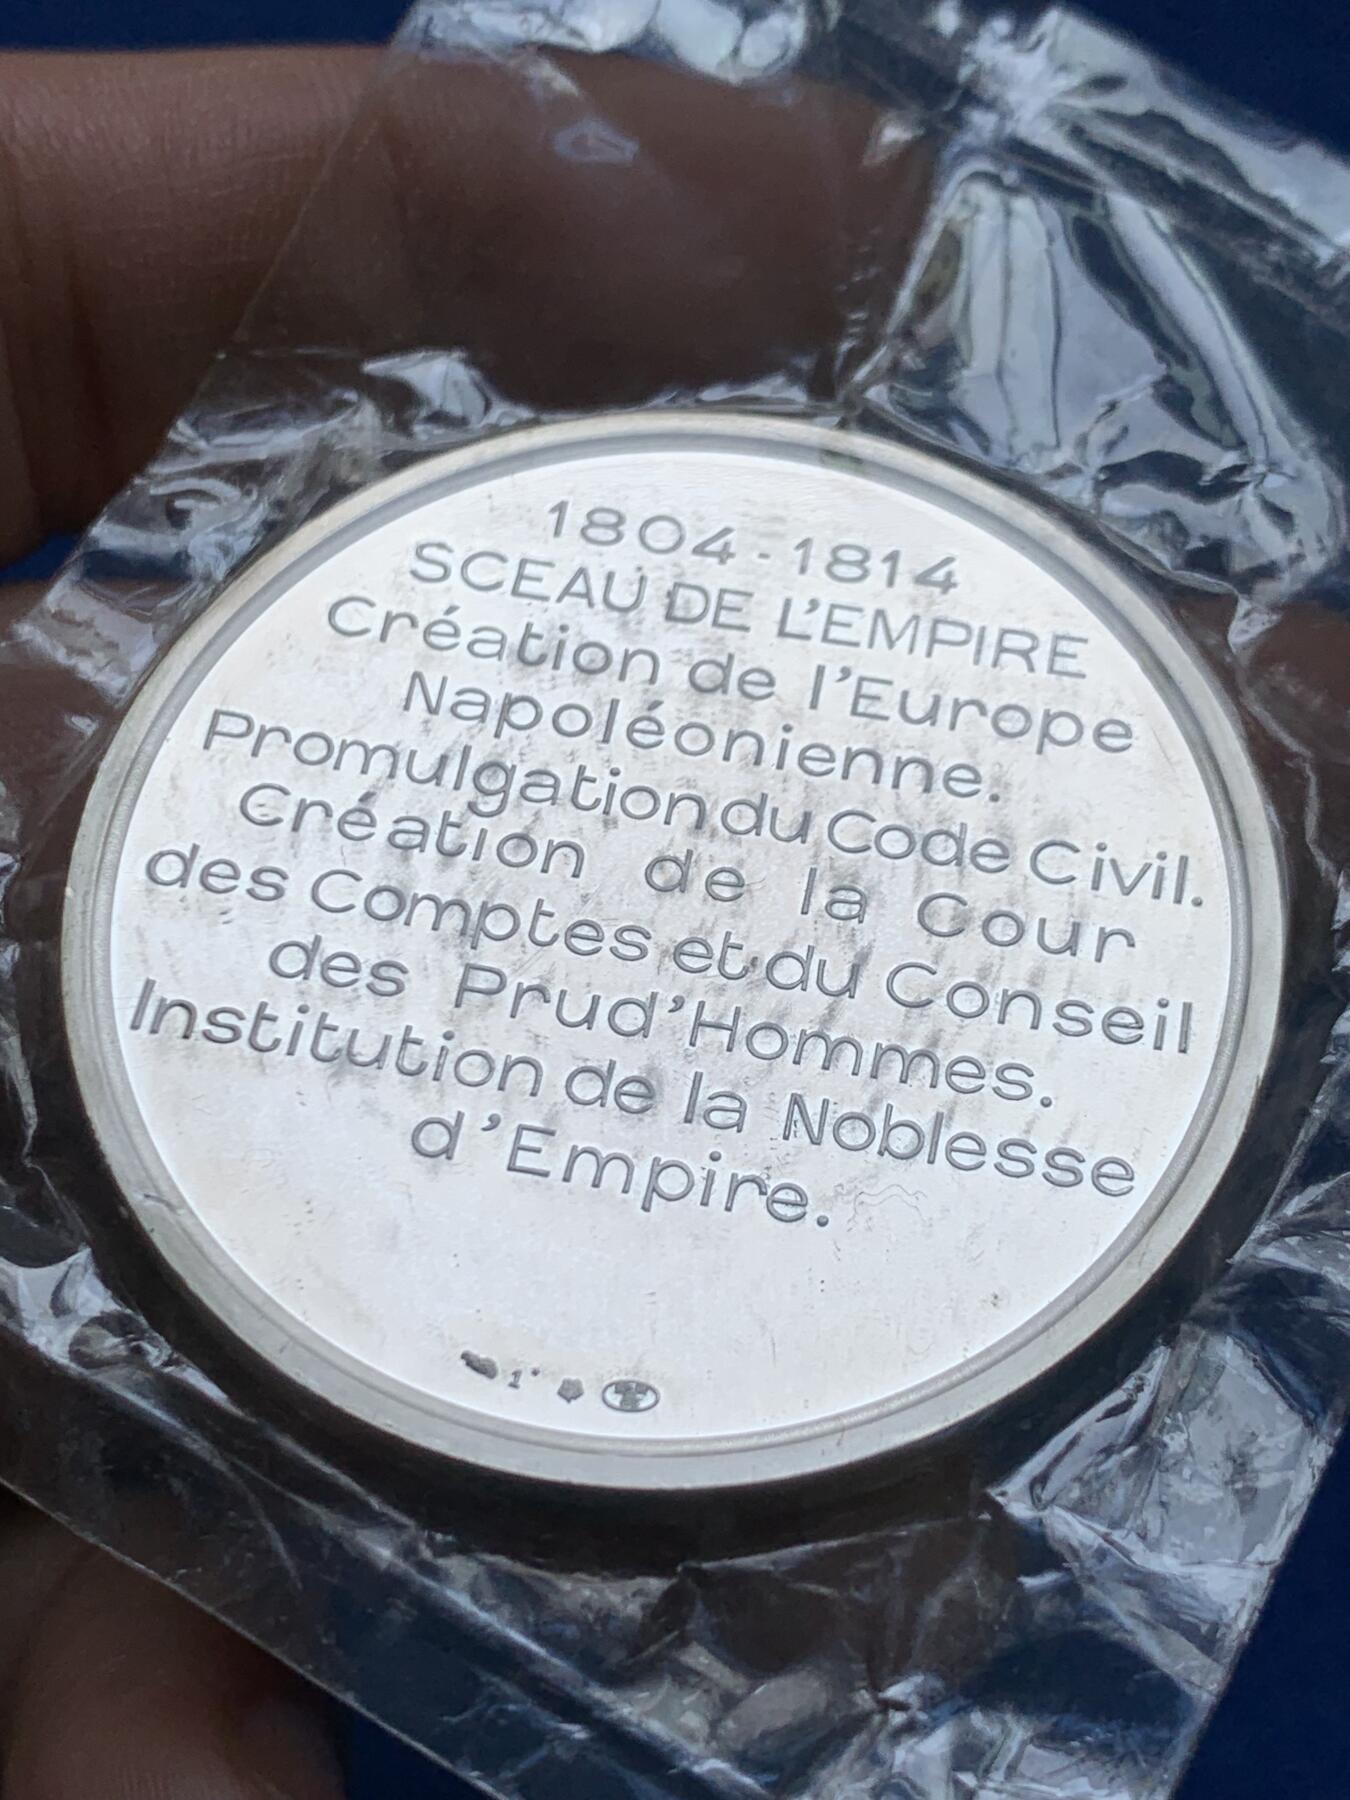 1804-1814
SCEAU DE L'EMPIRE
Création de l'Europe
Napoléonienne.
Promulgation du Code Civil.
Création de la Cour
des Comptes et du Conseil
des Prud'Hommes.
Institution de la Noblesse
d'Empire.
1